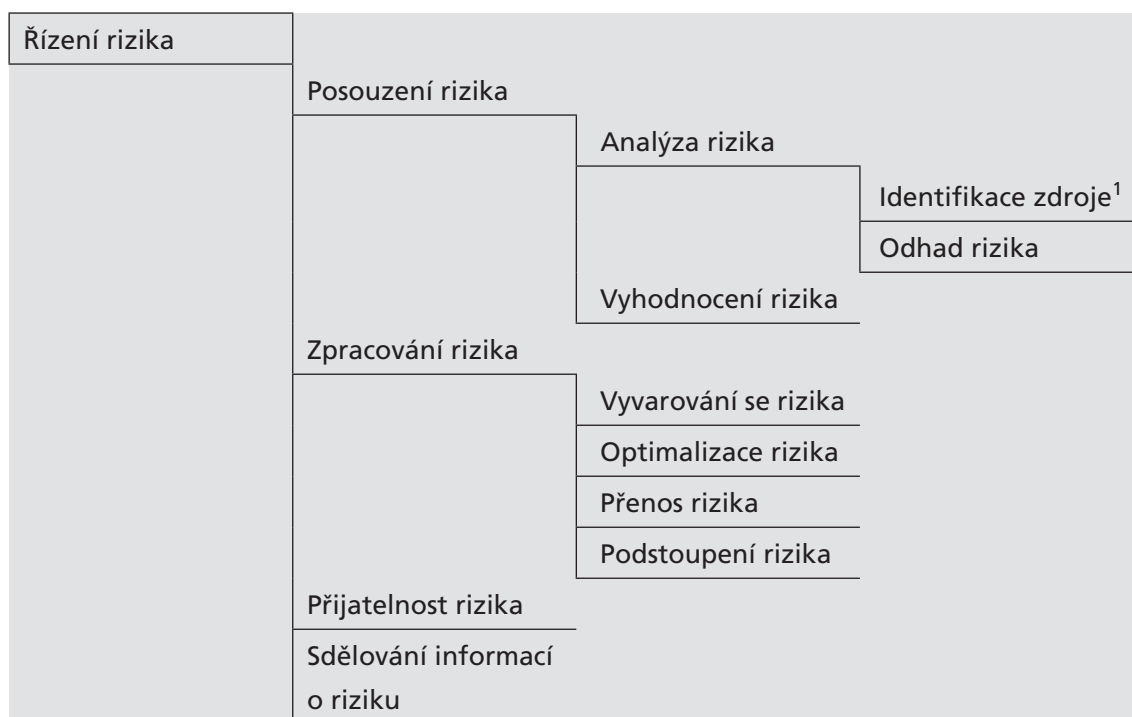 Řízení rizika
Posouzení rizika
Analýza rizika
Identifikace zdroje¹
Odhad rizika
Vyhodnocení rizika
Zpracování rizika
Vyvarování se rizika
Optimalizace rizika
Přenos rizika
Podstoupení rizika
Přijatelnost rizika
Sdělování informací
o riziku